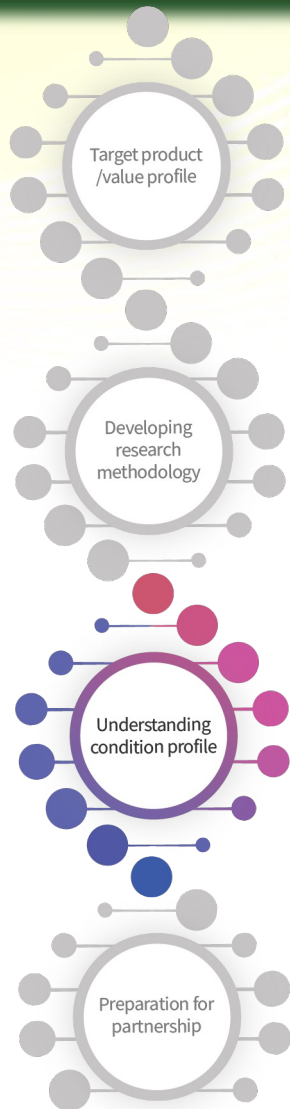 Target product
/value profile
Developing
research
methodology
Understanding
condition profile
Preparation for
partnership